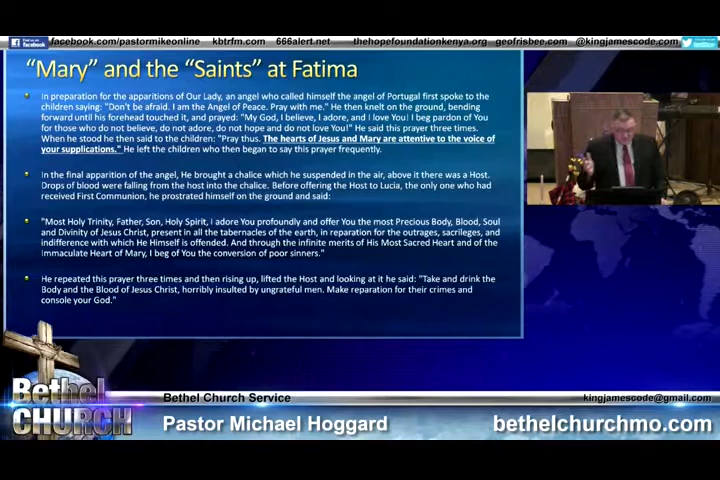 Find us on
Facebook
facebook.com/pastormikeonline kbtrfm.com 666alert.net thehopefoundationkenya.org geofrisbee.com @kingjamescode.com
“Mary” and the “Saints” at Fatima
In preparation for the apparitions of Our Lady, an angel who called himself the angel of Portugal first spoke to the
children saying: "Don't be afraid. I am the Angel of Peace. Pray with me." He then knelt on the ground, bending
forward until his forehead touched it, and prayed: "My God, I believe, I adore, and I love You! I beg pardon of You
for those who do not believe, do not adore, do not hope and do not love You!" He said this prayer three times.
When he stood he then said to the children: "Pray thus. The hearts of Jesus and Mary are attentive to the voice of
your supplications." He left the children who then began to say this prayer frequently.
In the final apparition of the angel, He brought a chalice which he suspended in the air, above it there was a Host.
Drops of blood were falling from the host into the chalice. Before offering the Host to Lucia, the only one who had
received First Communion, he prostrated himself on the ground and said:
"Most Holy Trinity, Father, Son, Holy Spirit, I adore You profoundly and offer You the most Precious Body, Blood, Soul
and Divinity of Jesus Christ, present in all the tabernacles of the earth, in reparation for the outrages, sacrileges, and
indifference with which He Himself is offended. And through the infinite merits of His Most Sacred Heart and of the
Immaculate Heart of Mary, I beg of You the conversion of poor sinners."
He repeated this prayer three times and then rising up, lifted the Host and looking at it he said: "Take and drink the
Body and the Blood of Jesus Christ, horribly insulted by ungrateful men. Make reparation for their crimes and
console your God."
Bethel
CHURCH
Bethel Church Service kingjamescode@gmail.com
Pastor Michael Hoggard bethelchurchmo.com